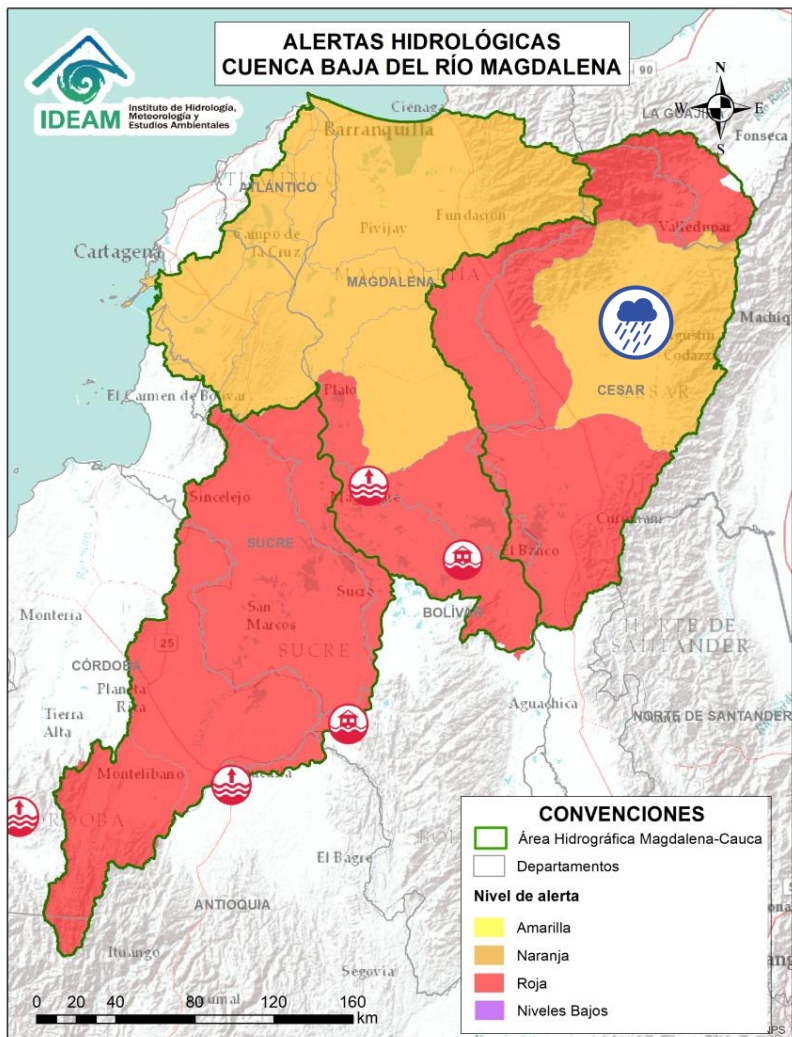 ALERTAS HIDROLÓGICAS
CUENCA BAJA DEL RÍO MAGDALENA
IDEAM
Instituto de Hidrología,
Meteorología y
Estudios Ambientales
90
N
W
E
S
Cienaga
LA GUAJIRA
Fonseca
Barranquilla
ATLÁNTICO
Valledupar
Fundación
Pivijay
Campo de
la Cruz
Cartagena
MAGDALENA
MAGDALENA
Machiq
Agustín
Codazzi
CESAR
CESAR
Plato
El Carmen de Bolívar
Sincelejo
Curumaní
El Banco
SUCRE
Sucre
BOLÍVAR
San
Marcos
SUCRE
Montería
25
CÓRDOBA
Planeta
Rica
Tierra
Alta
NORTE DE
SANTANDER
Aguachica
NORTE DE SANTANDER
Montelíbano
El Bagre
ANTIOQUIA
Ituango
Segovia
0 20 40 80 120 160
km
CONVENCIONES
Área Hidrográfica Magdalena-Cauca
Departamentos
Nivel de alerta
Amarilla
Naranja
Roja
Niveles Bajos